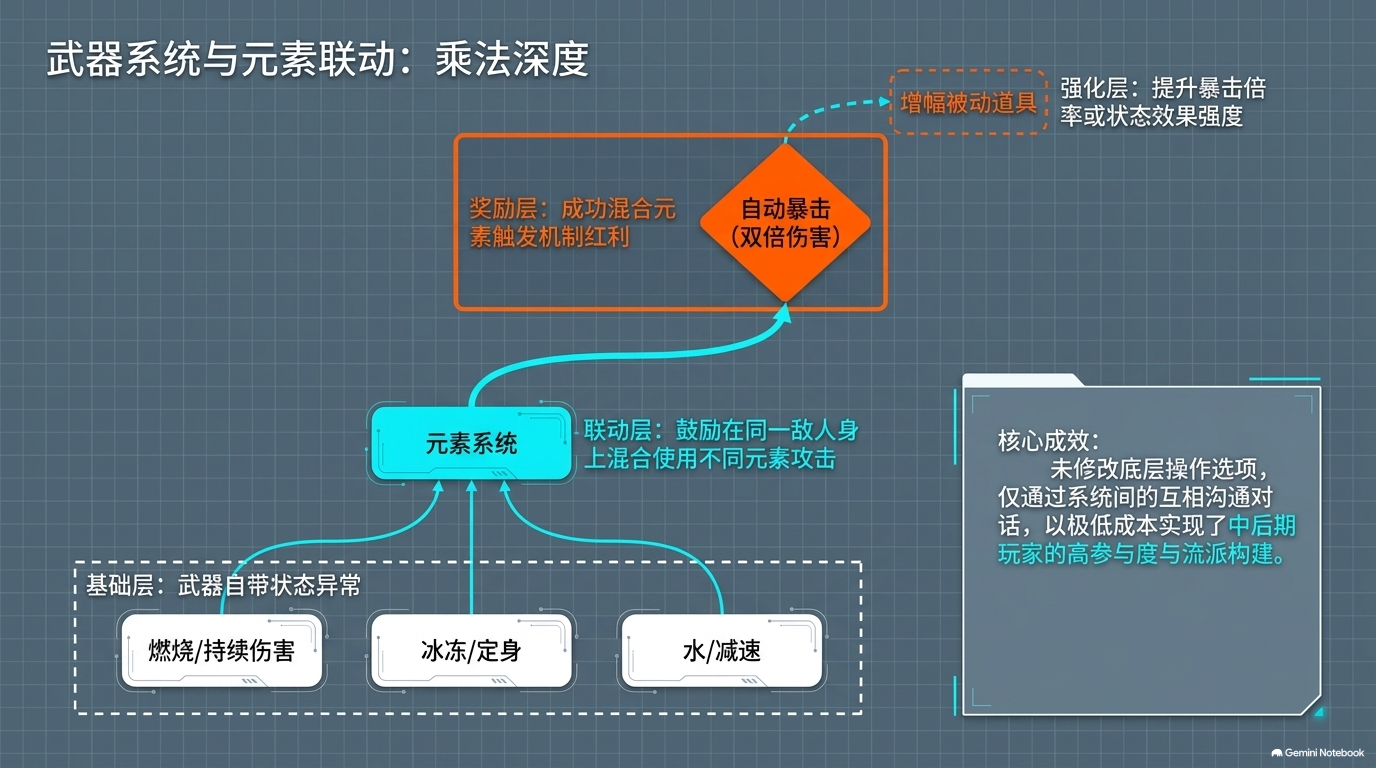 武器系统与元素联动：乘法深度
增幅被动道具
强化层：提升暴击倍
率或状态效果强度
奖励层：成功混合元
素触发机制红利
自动暴击
（双倍伤害）
元素系统
联动层：鼓励在同一敌人身
上混合使用不同元素攻击
基础层：武器自带状态异常
燃烧/持续伤害
冰冻/定身
水/减速
核心成效：
未修改底层操作选项，
仅通过系统间的互相沟通对
话，以极低成本实现了中后期
玩家的高参与度与流派构建。
Gemini Notebook